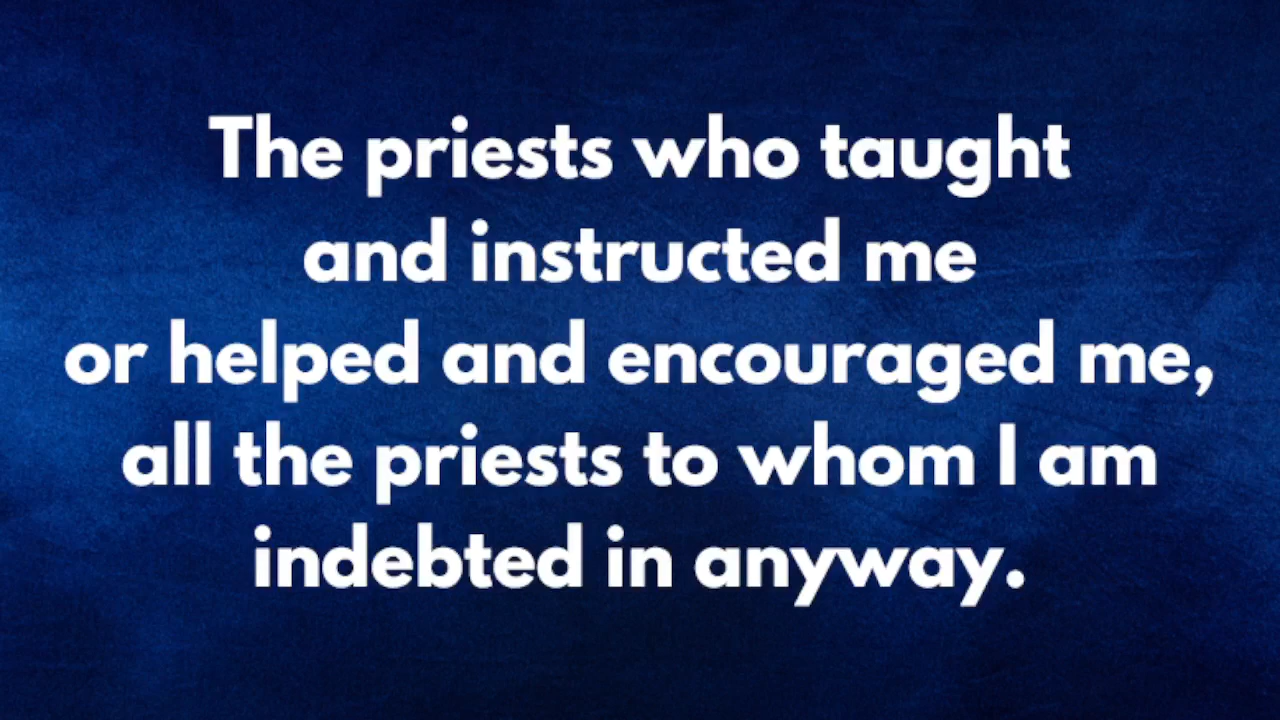 The priests who taught
and instructed me
or helped and encouraged me,
all the priests to whom I am
indebted in anyway.